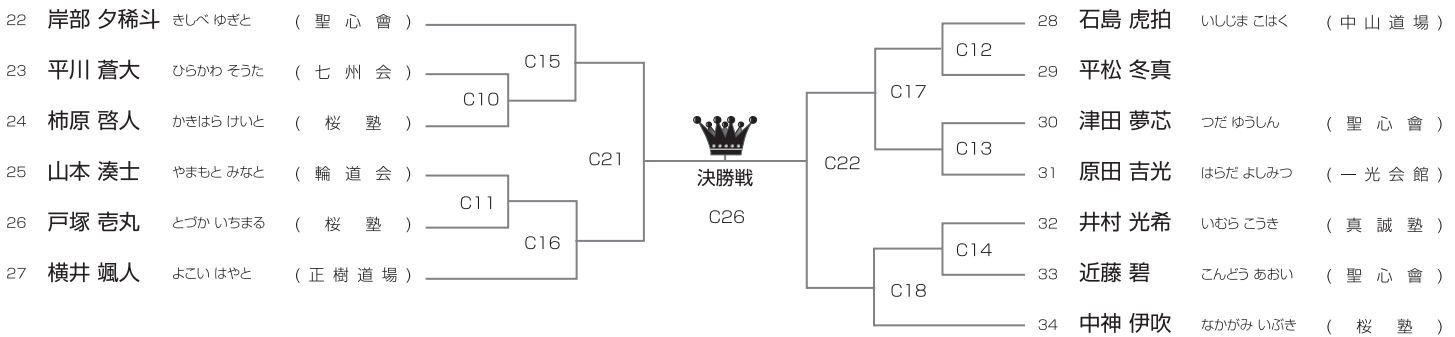 22 岸部 夕稀斗 きしべ ゆぎと ( 聖 心 會 )
23 平川 蒼大 ひらかわ そうた ( 七 州 会 )
24 柿原 啓人 かきはら けいと ( 桜 塾 )
25 山本 湊士 やまもと みなと ( 輪 道 会 )
26 戸塚 壱丸 とづか いちまる ( 桜 塾 )
27 横井 颯人 よこい はやと ( 正 樹 道 場 )
C15
C10
C21
C11
C16
決勝戦
C26
C12
C17
C13
C22
C14
C18
28 石島 虎拍 いしじま こはく ( 中 山 道 場 )
29 平松 冬真
30 津田 夢芯 つだ ゆうしん ( 聖 心 會 )
31 原田 吉光 はらだ よしみつ ( 一 光 会 館 )
32 井村 光希 いむら こうき ( 真 誠 塾 )
33 近藤 碧 こんどう あおい ( 聖 心 會 )
34 中神 伊吹 なかがみ いぶき ( 桜 塾 )